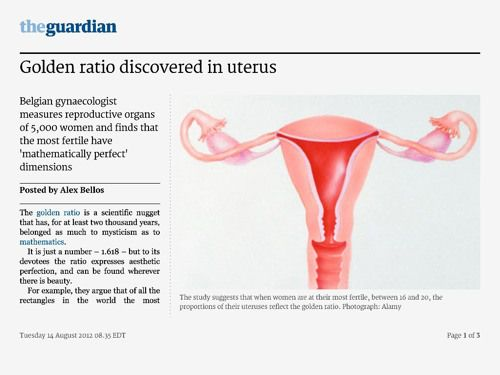 theguardian
Golden ratio discovered in uterus
Belgian gynaecologist
measures reproductive organs
of 5,000 women and finds that
the most fertile have
'mathematically perfect'
dimensions
Posted by Alex Bellos
The golden ratio is a scientific nugget
that has, for at least two thousand years,
belonged as much to mysticism as to
mathematics.
It is just a number – 1.618 – but to its
devotees the ratio expresses aesthetic
perfection, and can be found wherever
there is beauty.
For example, they argue that of all the
rectangles in the world the most
The study suggests that when women are at their most fertile, between 16 and 20, the
proportions of their uteruses reflect the golden ratio. Photograph: Alamy
Tuesday 14 August 2012 08.35 EDT
Page 1 of 3